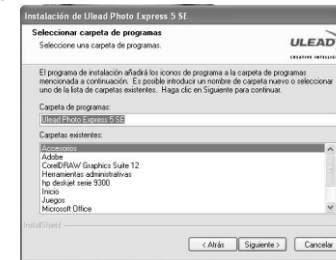 Instalación de Ulead Photo Express 5 SE
Seleccionar carpeta de programas
Seleccione una carpeta de programas.
ULEAD
CREATIVE INTELLIGENCE
El programa de instalación añadirá los iconos de programa a la carpeta de programas
mencionada a continuación. Es posible introducir un nombre de carpeta nuevo o seleccionar
uno de la lista de carpetas existentes. Haga clic en Siguiente para continuar.
Carpeta de programas:
Ulead Photo Express 5 SE
Carpetas existentes:
Accesorios
Adobe
CorelDRAW Graphics Suite 12
Herramientas administrativas
hp deskjet serie 9300
Inicio
Juegos
Microsoft Office
InstallShield
< Atrás
Siguiente >
Cancelar